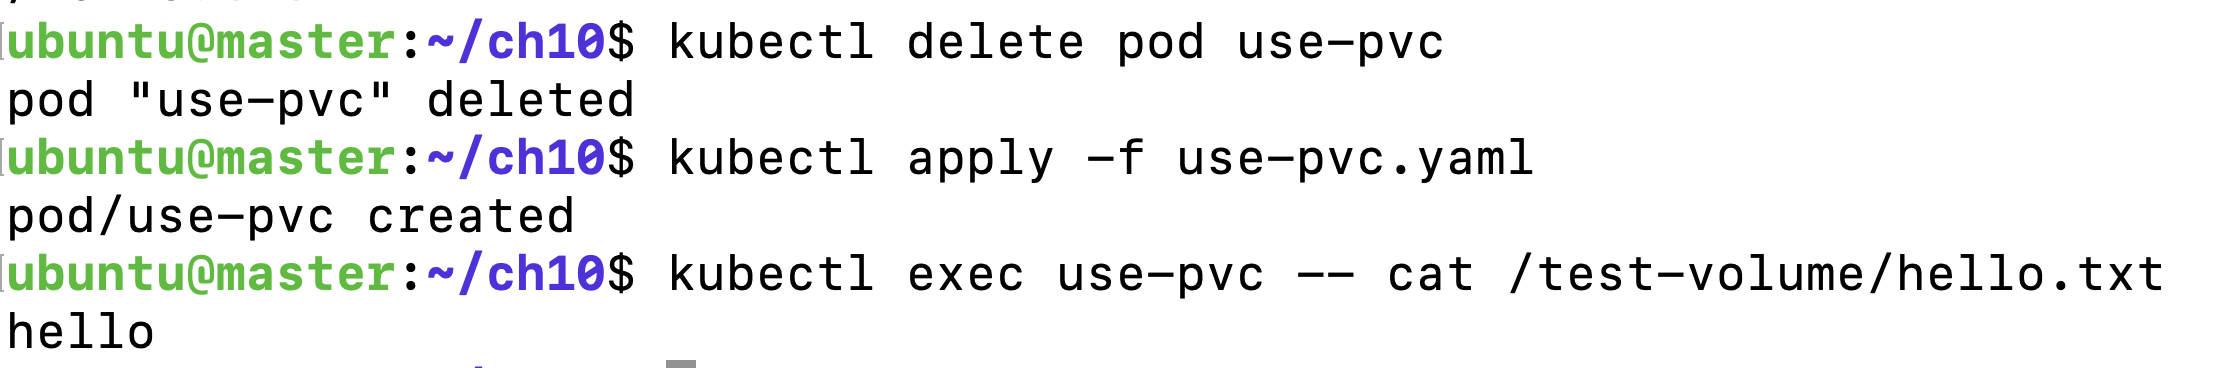 ubuntu@master:~/ch10$ kubectl delete pod use-pvc
pod "use-pvc" deleted
ubuntu@master:~/ch10$ kubectl apply -f use-pvc.yaml
pod/use-pvc created
ubuntu@master:~/ch10$ kubectl exec use-pvc -- cat /test-volume/hello.txt
hello